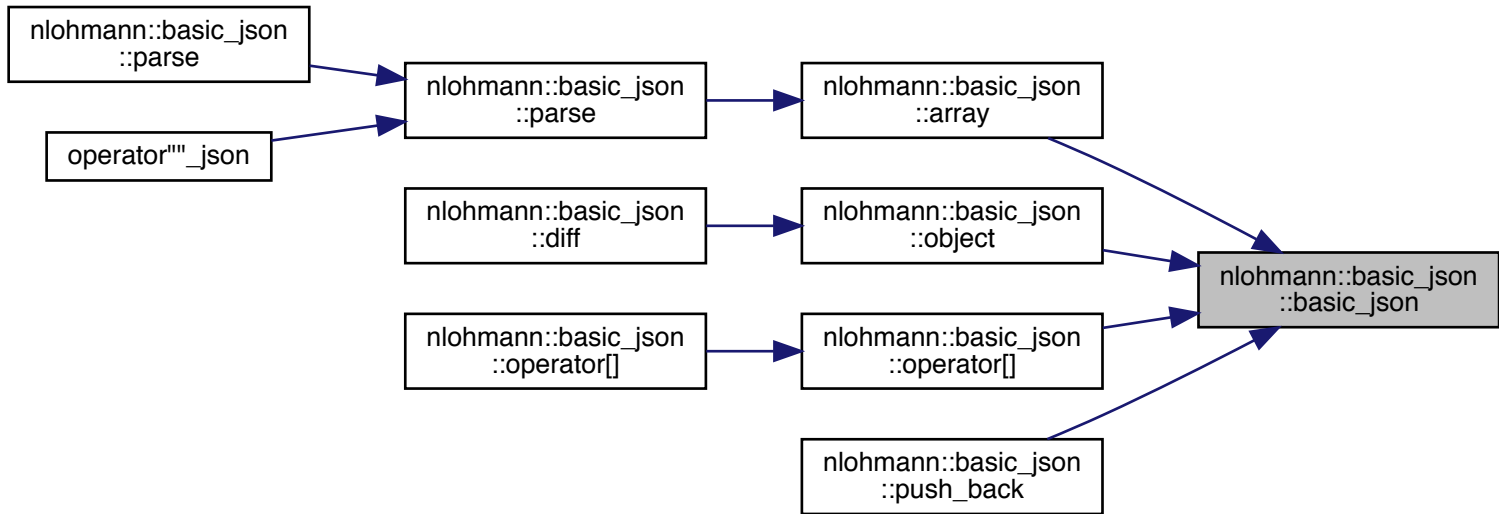 nlohmann::basic_json
::parse
operator""_json
nlohmann::basic_json
::parse
nlohmann::basic_json
::array
nlohmann::basic_json
::diff
nlohmann::basic_json
::object
nlohmann::basic_json
::operator[]
nlohmann::basic_json
::operator[]
nlohmann::basic_json
::push_back
nlohmann::basic_json
::basic_json